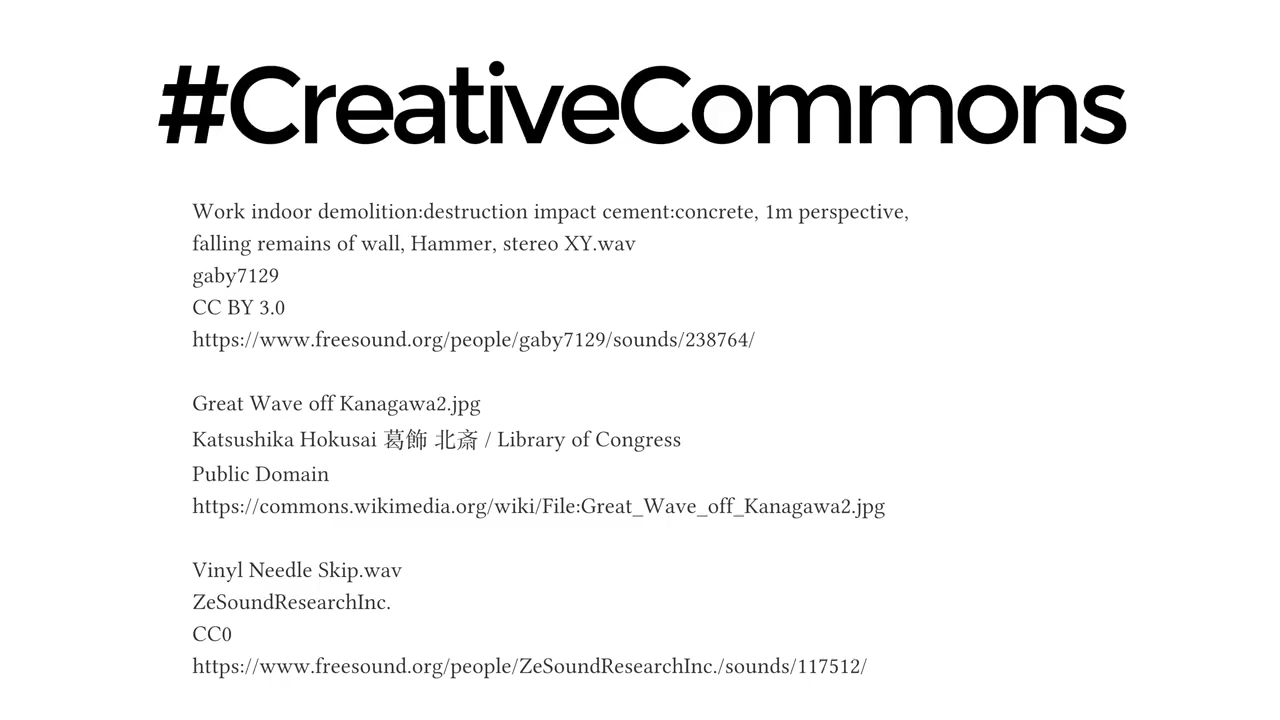 #CreativeCommons
Work indoor demolition:destruction impact cement:concrete, 1m perspective,
falling remains of wall, Hammer, stereo XY.wav
gaby7129
CC BY 3.0
https://www.freesound.org/people/gaby7129/sounds/238764/
Great Wave off Kanagawa2.jpg
Katsushika Hokusai 葛飾 北斎 / Library of Congress
Public Domain
https://commons.wikimedia.org/wiki/File:Great_Wave_off_Kanagawa2.jpg
Vinyl Needle Skip.wav
ZeSoundResearchInc.
CC0
https://www.freesound.org/people/ZeSoundResearchInc./sounds/117512/